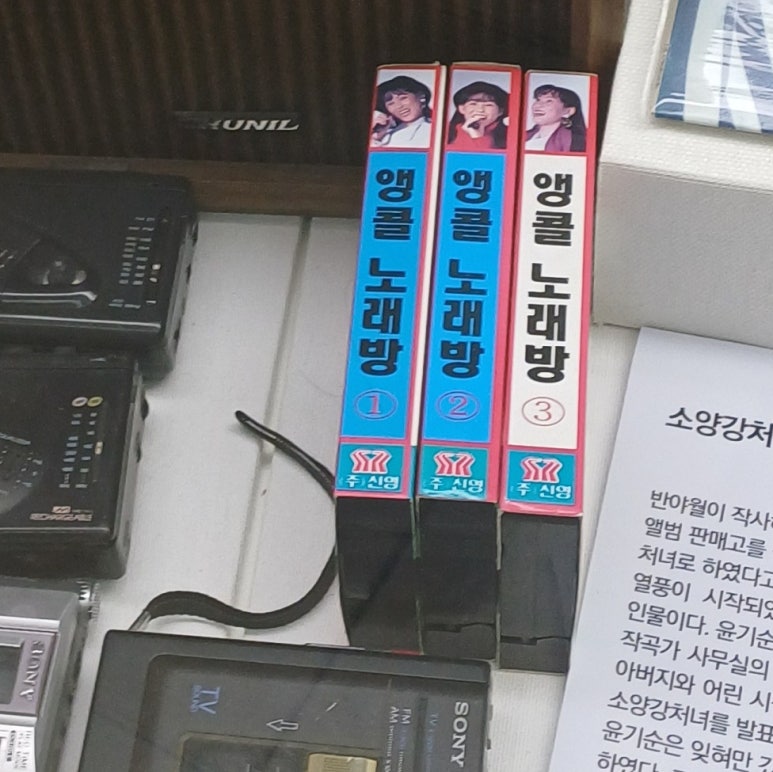 UNIL
앵콜 노래방
①
(주)신영
앵콜 노래방
②
(주)신영
앵콜 노래방
③
(주)신영
소양강처
반야월이 작사
앨범 판매고를
처녀로 하였다고
열풍이 시작되었
인물이다. 윤기순
작곡가 사무실의
아버지와 어린 시
소양강처녀를 발표
윤기순은 잊혀만
하였다.
SONY
TV
FM
AM
SONY